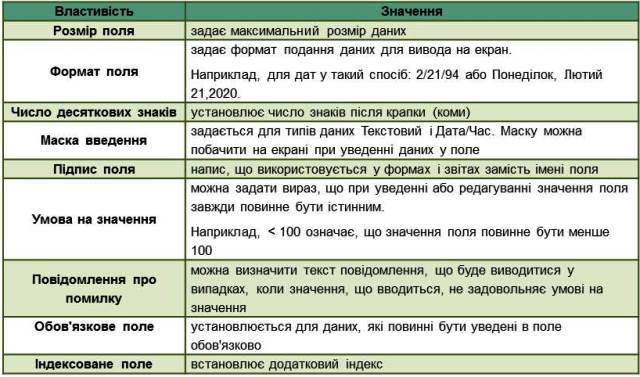 Властивість Значення
Розмір поля задає максимальний розмір даних
Формат поля задає формат подання даних для вивода на екран.
Наприклад, для дат у такий спосіб: 2/21/94 або Понеділок, Лютий
21,2020.
Число десяткових знаків установлює число знаків після крапки (коми)
Маска введення задається для типів даних Текстовий і Дата/Час. Маску можна
побачити на екрані при уведенні даних у поле
Підпис поля напис, що використовується у формах і звітах замість імені поля
Умова на значення можна задати вираз, що при уведенні або редагуванні значення поля
завжди повинне бути істинним.
Наприклад, < 100 означає, що значення поля повинне бути менше
100
Повідомлення про
помилку
можна визначити текст повідомлення, що буде виводитися у
випадках, коли значення, що вводиться, не задовольняє умові на
значення
Обов'язкове поле установлюється для даних, які повинні бути уведені в поле
обов'язково
Індексоване поле встановлює додатковий індекс